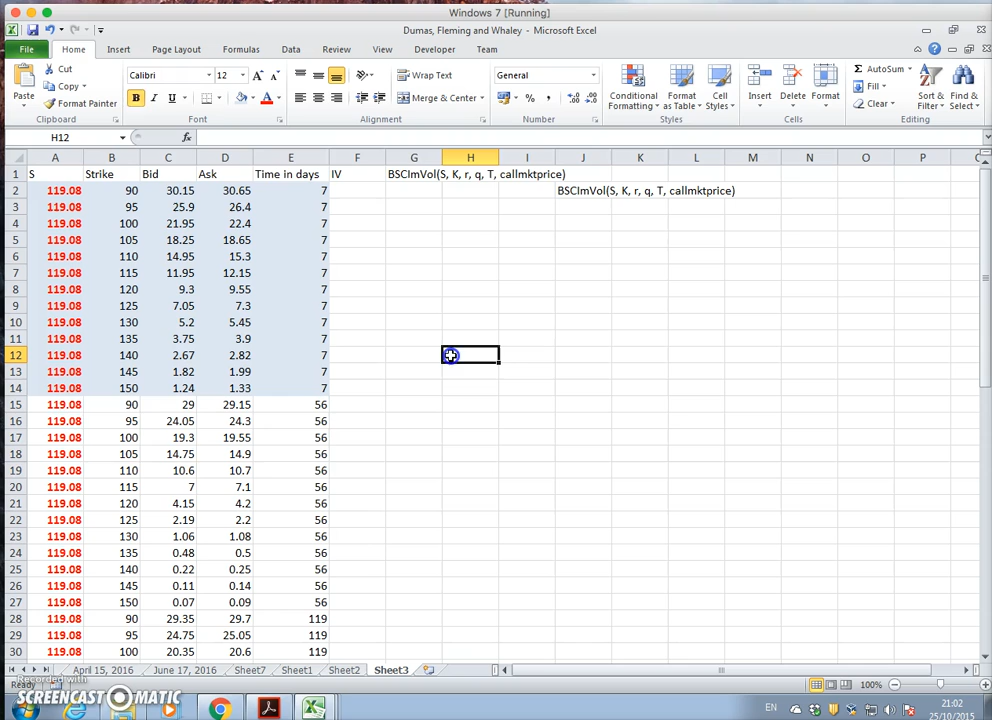 Windows 7 [Running]
Dumas, Fleming and Whaley - Microsoft Excel
File Home Insert Page Layout Formulas Data Review View Developer Team
Paste Cut Copy Format Painter Calibri 12 B I U Wrap Text Merge & Center General % , Conditional Formatting Format as Table Cell Styles Insert Delete Format AutoSum Fill Clear Sort & Filter Find & Select
Clipboard Font Alignment Number Styles Cells Editing
H12 fx
A B C D E F G H I J K L M N O P
1 S Strike Bid Ask Time in days IV BSCImVol(S, K, r, q, T, callmktprice)
2 119.08 90 30.15 30.65 7 BSCImVol(S, K, r, q, T, callmktprice)
3 119.08 95 25.9 26.4 7
4 119.08 100 21.95 22.4 7
5 119.08 105 18.25 18.65 7
6 119.08 110 14.95 15.3 7
7 119.08 115 11.95 12.15 7
8 119.08 120 9.3 9.55 7
9 119.08 125 7.05 7.3 7
10 119.08 130 5.2 5.45 7
11 119.08 135 3.75 3.9 7
12 119.08 140 2.67 2.82 7
13 119.08 145 1.82 1.99 7
14 119.08 150 1.24 1.33 7
15 119.08 90 29 29.15 56
16 119.08 95 24.05 24.3 56
17 119.08 100 19.3 19.55 56
18 119.08 105 14.75 14.9 56
19 119.08 110 10.6 10.7 56
20 119.08 115 7 7.1 56
21 119.08 120 4.15 4.2 56
22 119.08 125 2.19 2.2 56
23 119.08 130 1.06 1.08 56
24 119.08 135 0.48 0.5 56
25 119.08 140 0.22 0.25 56
26 119.08 145 0.11 0.14 56
27 119.08 150 0.07 0.09 56
28 119.08 90 29.35 29.7 119
29 119.08 95 24.75 25.05 119
30 119.08 100 20.35 20.6 119
April 15, 2016 June 17, 2016 Sheet7 Sheet1 Sheet2 Sheet3
Ready 100%
SCREENCAST-O-MATIC EN 21:02
25/10/2015